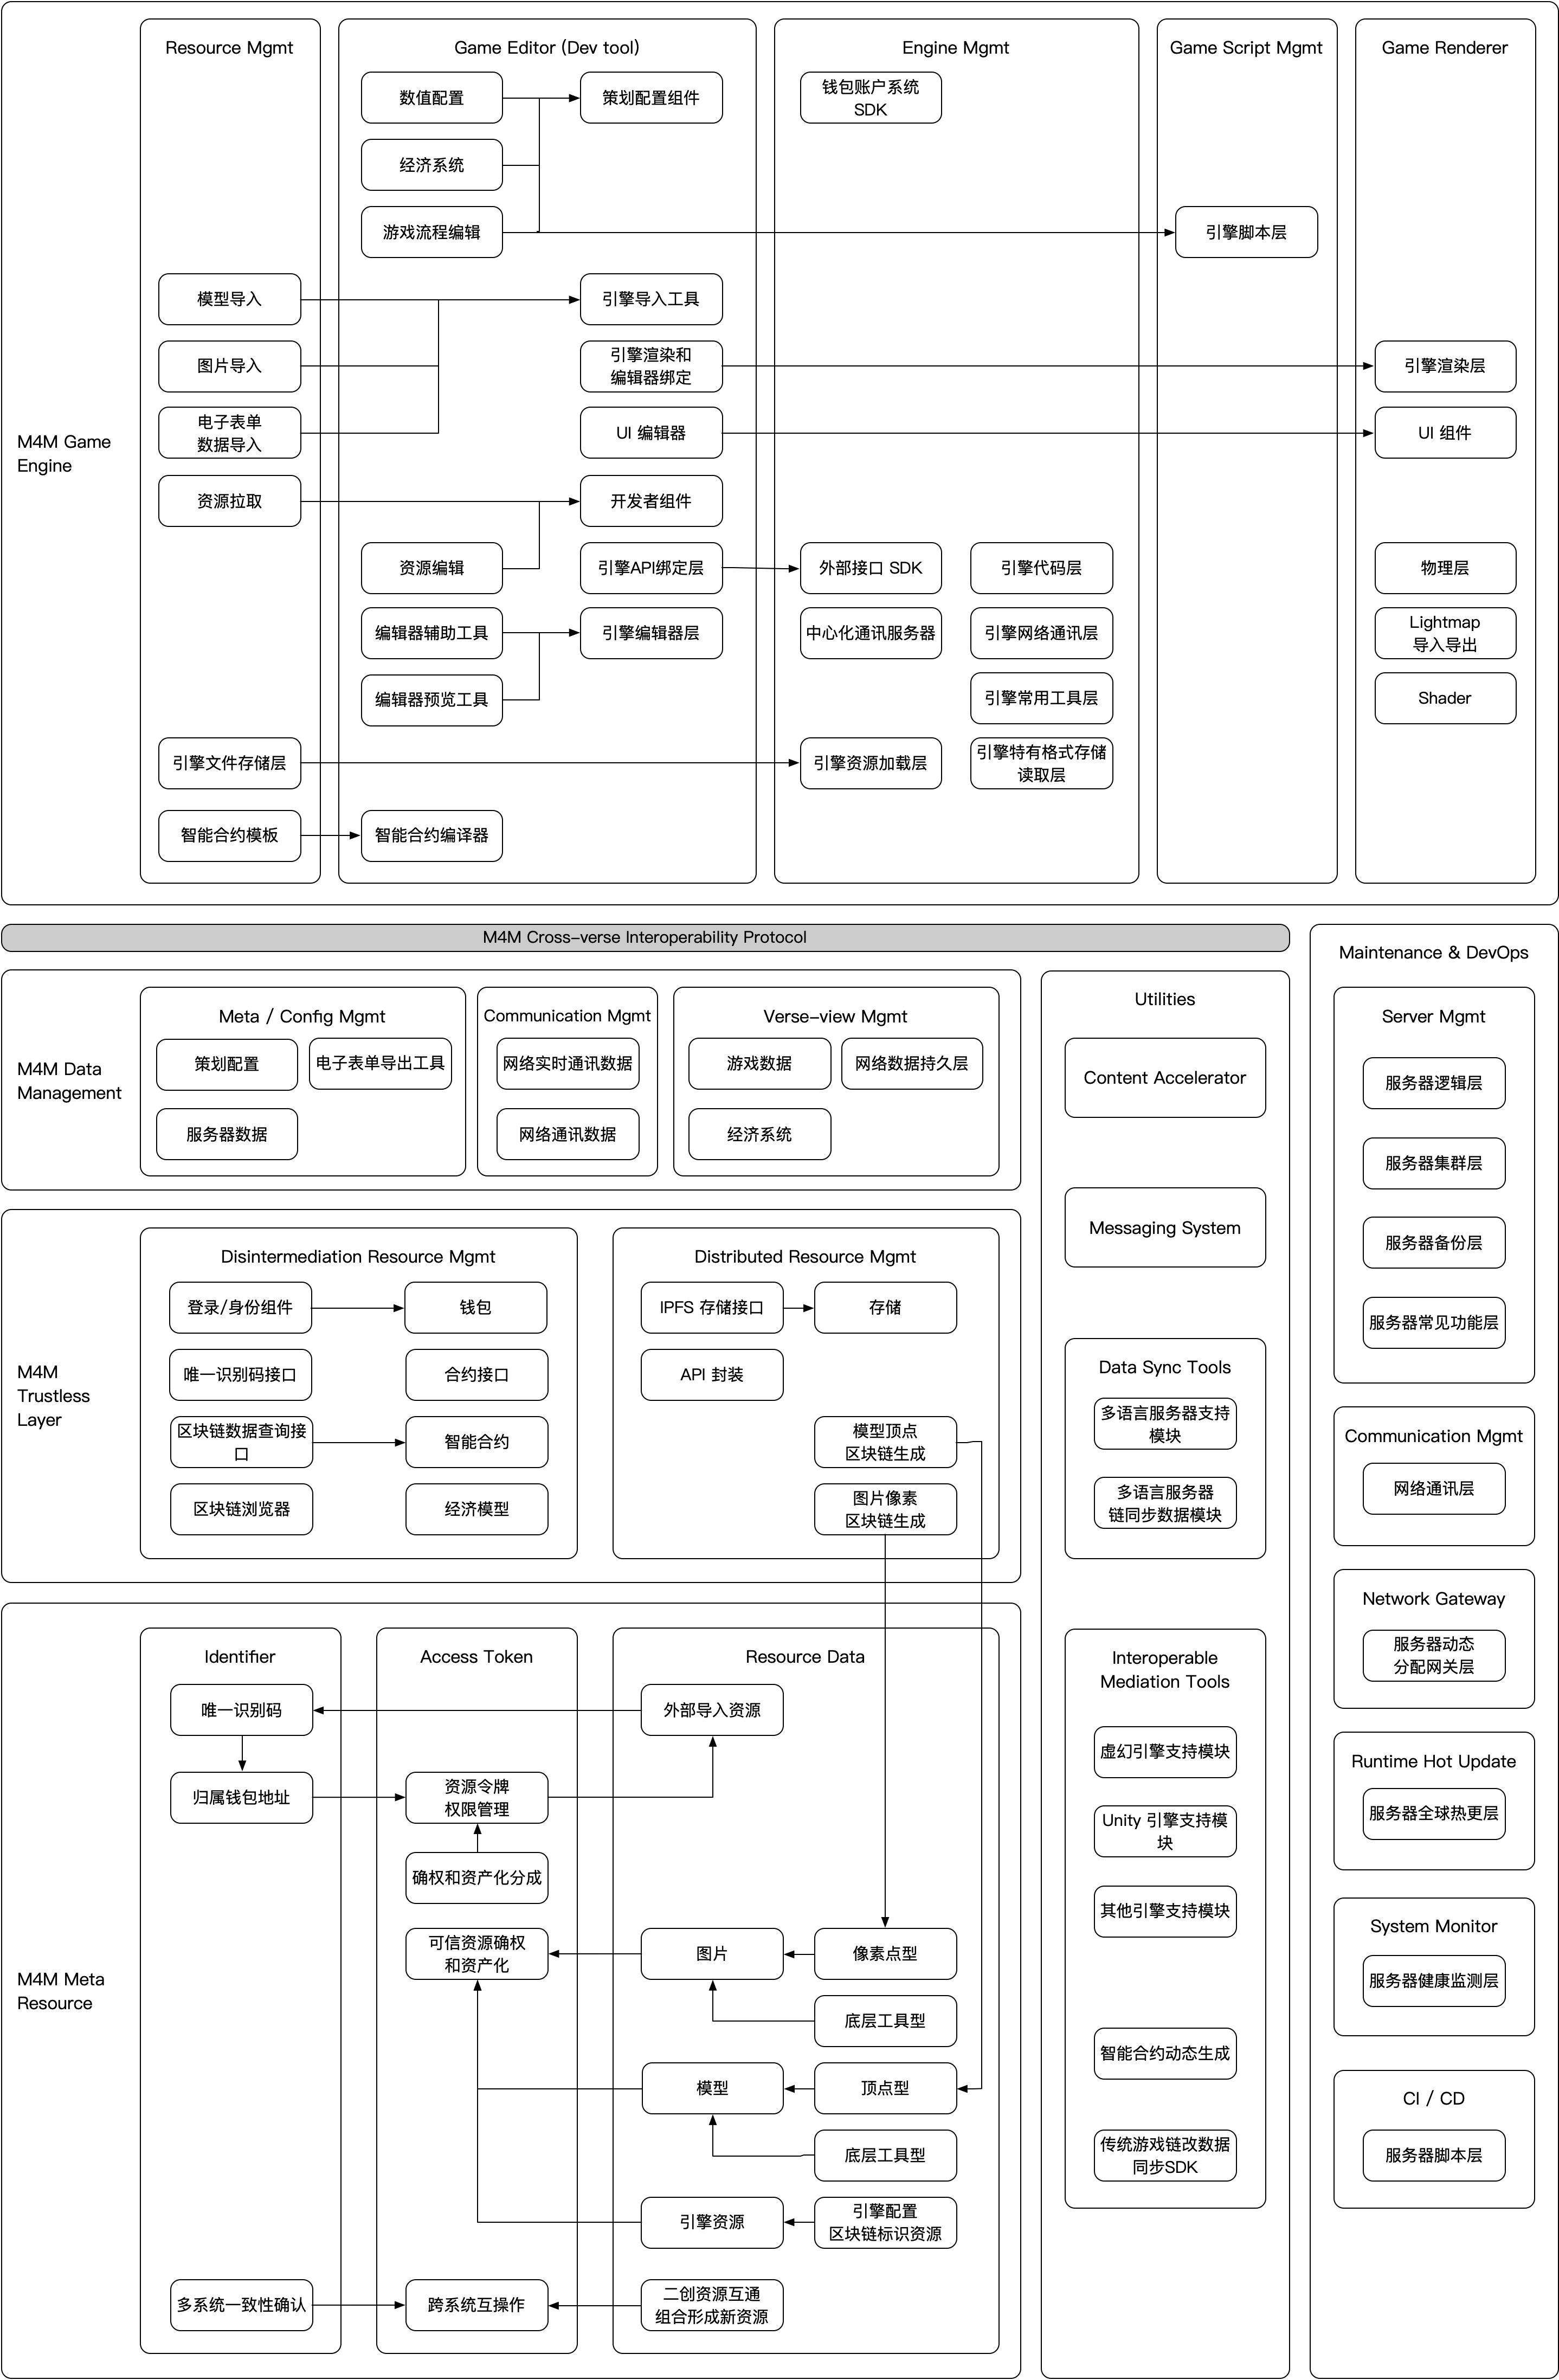 M4M Game
Engine
Resource Mgmt
模型导入
图片导入
电子表单
数据导入
资源拉取
引擎文件存储层
智能合约模板
Game Editor (Dev tool)
数值配置
策划配置组件
经济系统
游戏流程编辑
引擎导入工具
引擎渲染和
编辑器绑定
UI 编辑器
开发者组件
资源编辑
引擎API绑定层
编辑器辅助工具
引擎编辑器层
编辑器预览工具
智能合约编译器
Engine Mgmt
钱包账户系统
SDK
外部接口 SDK
引擎代码层
中心化通讯服务器
引擎网络通讯层
引擎常用工具层
引擎资源加载层
引擎特有格式存储
读取层
Game Script Mgmt
引擎脚本层
Game Renderer
引擎渲染层
UI 组件
物理层
Lightmap
导入导出
Shader
M4M Cross-verse Interoperability Protocol
M4M Data
Management
Meta / Config Mgmt
策划配置
电子表单导出工具
服务器数据
Communication Mgmt
网络实时通讯数据
网络通讯数据
Verse-view Mgmt
游戏数据
网络数据持久层
经济系统
M4M
Trustless
Layer
Disintermediation Resource Mgmt
登录/身份组件
钱包
唯一识别码接口
合约接口
区块链数据查询接
口
智能合约
区块链浏览器
经济模型
Distributed Resource Mgmt
IPFS 存储接口
存储
API 封装
模型顶点
区块链生成
图片像素
区块链生成
M4M Meta
Resource
Identifier
唯一识别码
归属钱包地址
多系统一致性确认
Access Token
资源令牌
权限管理
确权和资产化分成
可信资源确权
和资产化
跨系统互操作
Resource Data
外部导入资源
图片
像素点型
底层工具型
模型
顶点型
底层工具型
引擎资源
引擎配置
区块链标识资源
二创资源互通
组合形成新资源
Utilities
Content Accelerator
Messaging System
Data Sync Tools
多语言服务器支持
模块
多语言服务器
链同步数据模块
Interoperable
Mediation Tools
虚幻引擎支持模块
Unity 引擎支持模
块
其他引擎支持模块
智能合约动态生成
传统游戏链改数据
同步SDK
Maintenance & DevOps
Server Mgmt
服务器逻辑层
服务器集群层
服务器备份层
服务器常见功能层
Communication Mgmt
网络通讯层
Network Gateway
服务器动态
分配网关层
Runtime Hot Update
服务器全球热更层
System Monitor
服务器健康监测层
CI / CD
服务器脚本层